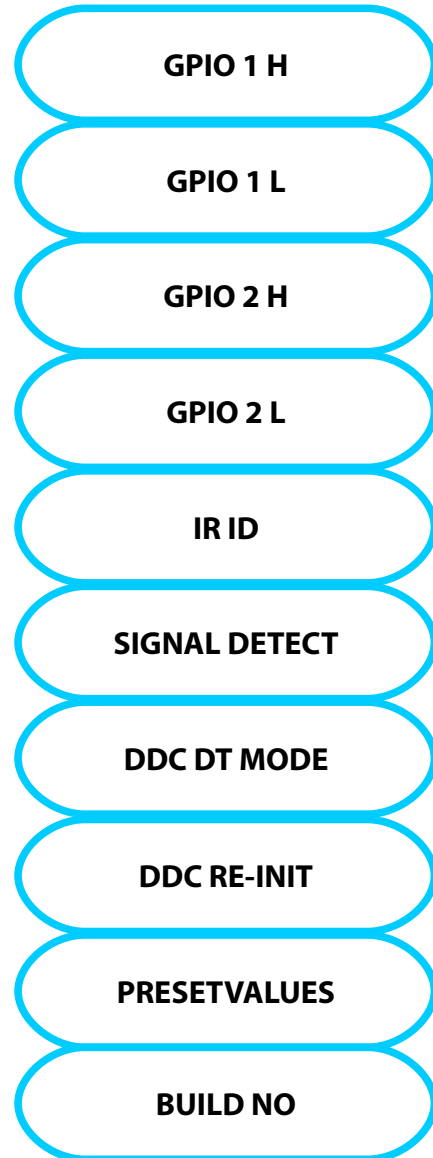 GPIO 1 H
GPIO 1 L
GPIO 2 H
GPIO 2 L
IR ID
SIGNAL DETECT
DDC DT MODE
DDC RE-INIT
PRESETVALUES
BUILD NO